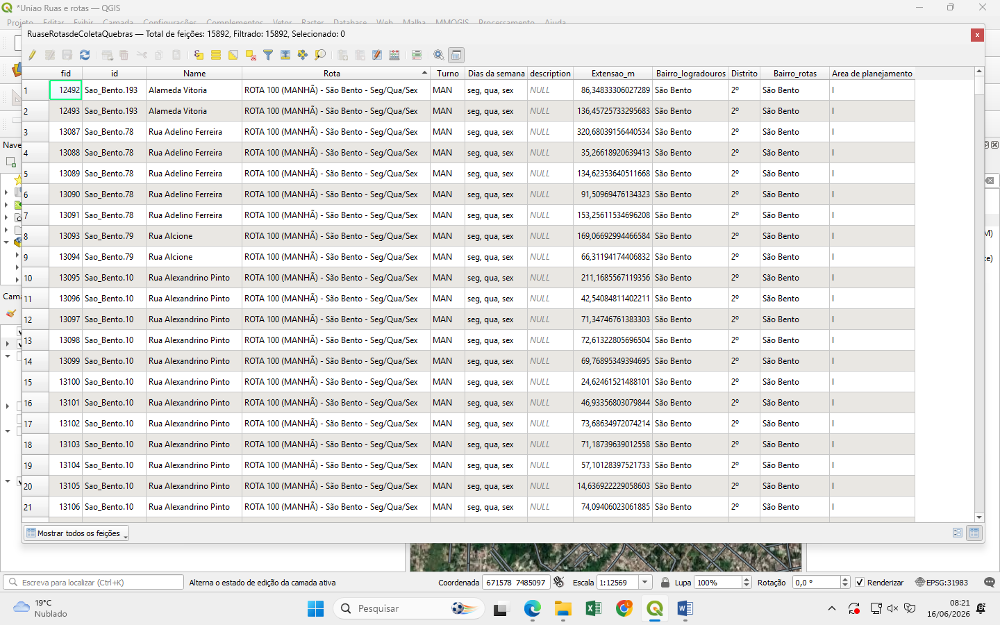 *Uniao Ruas e rotas — QGIS
RuaseRotasdeColetaQuebras — Total de feições: 15892, Filtrado: 15892, Selecionado: 0
fid id Name Rota Turno Dias da semana description Extensao_m Bairro_logradouros Distrito Bairro_rotas Area de planejamento
1 12492 Sao_Bento.193 Alameda Vitoria ROTA 100 (MANHÃ) - São Bento - Seg/Qua/Sex MAN seg, qua, sex NULL 86,34833306027289 São Bento 2º São Bento I
2 12493 Sao_Bento.193 Alameda Vitoria ROTA 100 (MANHÃ) - São Bento - Seg/Qua/Sex MAN seg, qua, sex NULL 136,45725733295683 São Bento 2º São Bento I
3 13087 Sao_Bento.78 Rua Adelino Ferreira ROTA 100 (MANHÃ) - São Bento - Seg/Qua/Sex MAN seg, qua, sex NULL 320,68039156440534 São Bento 2º São Bento I
4 13088 Sao_Bento.78 Rua Adelino Ferreira ROTA 100 (MANHÃ) - São Bento - Seg/Qua/Sex MAN seg, qua, sex NULL 35,26618920639413 São Bento 2º São Bento I
5 13089 Sao_Bento.78 Rua Adelino Ferreira ROTA 100 (MANHÃ) - São Bento - Seg/Qua/Sex MAN seg, qua, sex NULL 134,62353640511668 São Bento 2º São Bento I
6 13090 Sao_Bento.78 Rua Adelino Ferreira ROTA 100 (MANHÃ) - São Bento - Seg/Qua/Sex MAN seg, qua, sex NULL 91,50969476134323 São Bento 2º São Bento I
7 13091 Sao_Bento.78 Rua Adelino Ferreira ROTA 100 (MANHÃ) - São Bento - Seg/Qua/Sex MAN seg, qua, sex NULL 153,25611534696208 São Bento 2º São Bento I
8 13093 Sao_Bento.79 Rua Alcione ROTA 100 (MANHÃ) - São Bento - Seg/Qua/Sex MAN seg, qua, sex NULL 169,06692994466584 São Bento 2º São Bento I
9 13094 Sao_Bento.79 Rua Alcione ROTA 100 (MANHÃ) - São Bento - Seg/Qua/Sex MAN seg, qua, sex NULL 66,31194174406832 São Bento 2º São Bento I
10 13095 Sao_Bento.10 Rua Alexandrino Pinto ROTA 100 (MANHÃ) - São Bento - Seg/Qua/Sex MAN seg, qua, sex NULL 211,1685567119356 São Bento 2º São Bento I
11 13096 Sao_Bento.10 Rua Alexandrino Pinto ROTA 100 (MANHÃ) - São Bento - Seg/Qua/Sex MAN seg, qua, sex NULL 42,54084811402211 São Bento 2º São Bento I
12 13097 Sao_Bento.10 Rua Alexandrino Pinto ROTA 100 (MANHÃ) - São Bento - Seg/Qua/Sex MAN seg, qua, sex NULL 71,34746761383303 São Bento 2º São Bento I
13 13098 Sao_Bento.10 Rua Alexandrino Pinto ROTA 100 (MANHÃ) - São Bento - Seg/Qua/Sex MAN seg, qua, sex NULL 72,61322805696504 São Bento 2º São Bento I
14 13099 Sao_Bento.10 Rua Alexandrino Pinto ROTA 100 (MANHÃ) - São Bento - Seg/Qua/Sex MAN seg, qua, sex NULL 69,76895349394695 São Bento 2º São Bento I
15 13100 Sao_Bento.10 Rua Alexandrino Pinto ROTA 100 (MANHÃ) - São Bento - Seg/Qua/Sex MAN seg, qua, sex NULL 24,62461521488101 São Bento 2º São Bento I
16 13101 Sao_Bento.10 Rua Alexandrino Pinto ROTA 100 (MANHÃ) - São Bento - Seg/Qua/Sex MAN seg, qua, sex NULL 46,93356803079844 São Bento 2º São Bento I
17 13102 Sao_Bento.10 Rua Alexandrino Pinto ROTA 100 (MANHÃ) - São Bento - Seg/Qua/Sex MAN seg, qua, sex NULL 73,68634972074214 São Bento 2º São Bento I
18 13103 Sao_Bento.10 Rua Alexandrino Pinto ROTA 100 (MANHÃ) - São Bento - Seg/Qua/Sex MAN seg, qua, sex NULL 71,18739639012558 São Bento 2º São Bento I
19 13104 Sao_Bento.10 Rua Alexandrino Pinto ROTA 100 (MANHÃ) - São Bento - Seg/Qua/Sex MAN seg, qua, sex NULL 57,10128397521733 São Bento 2º São Bento I
20 13105 Sao_Bento.10 Rua Alexandrino Pinto ROTA 100 (MANHÃ) - São Bento - Seg/Qua/Sex MAN seg, qua, sex NULL 14,636922229058603 São Bento 2º São Bento I
21 13106 Sao_Bento.10 Rua Alexandrino Pinto ROTA 100 (MANHÃ) - São Bento - Seg/Qua/Sex MAN seg, qua, sex NULL 74,09406023061885 São Bento 2º São Bento I
Mostrar todos os feições
Escreva para localizar (Ctrl+K) Alterna o estado de edição da camada ativa Coordenada 671578 7485097 Escala 1:12569 Lupa 100% Rotação 0,0 ° Renderizar EPSG:31983
19°C
Nublado
Pesquisar
08:21
16/06/2026